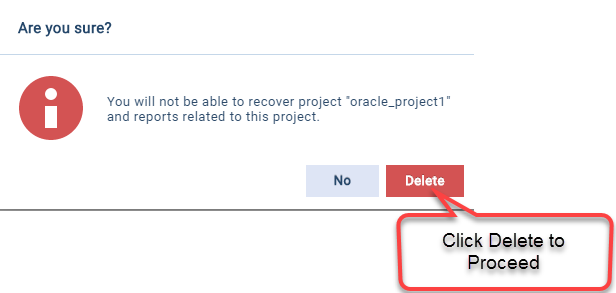 Are you sure?
You will not be able to recover project "oracle_project1"
and reports related to this project.
No
Delete
Click Delete to
Proceed